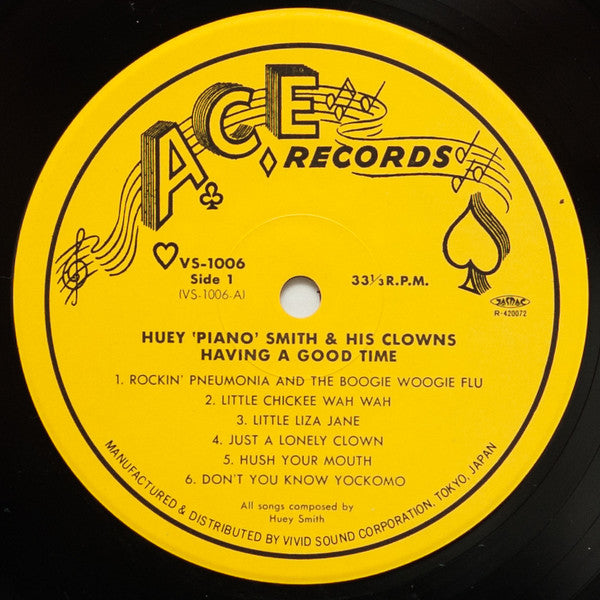 ACE
RECORDS
VS-1006
Side 1
(VS-1006-A)
33⅓ R.P.M.
JASRAC
R-420072
HUEY 'PIANO' SMITH & HIS CLOWNS
HAVING A GOOD TIME
1. ROCKIN' PNEUMONIA AND THE BOOGIE WOOGIE FLU
2. LITTLE CHICKEE WAH WAH
3. LITTLE LIZA JANE
4. JUST A LONELY CLOWN
5. HUSH YOUR MOUTH
6. DON'T YOU KNOW YOCKOMO
All songs composed by
Huey Smith
MANUFACTURED & DISTRIBUTED BY VIVID SOUND CORPORATION, TOKYO, JAPAN